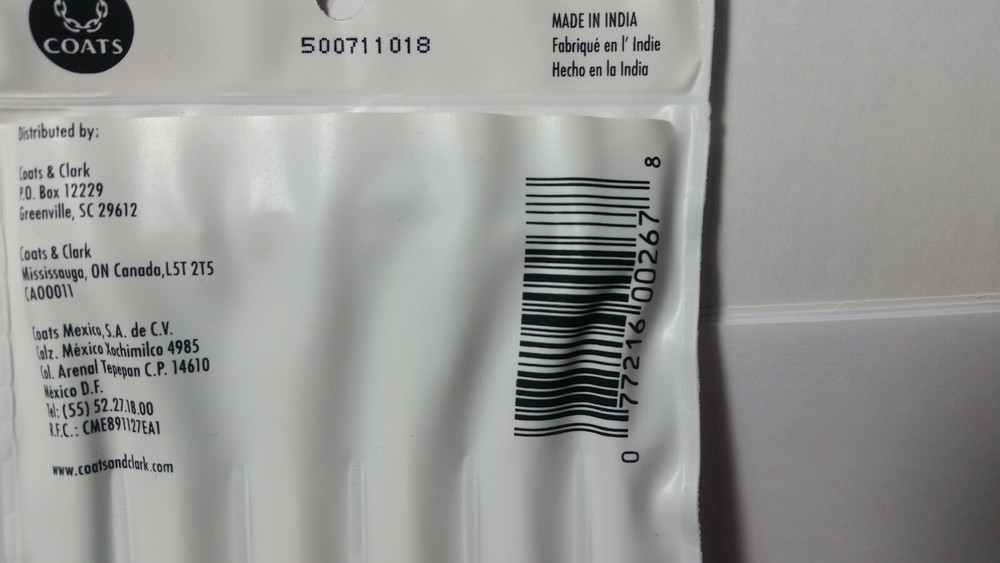 COATS
500711018
MADE IN INDIA
Fabriqué en l' Indie
Hecho en la India
Distributed by:
Coats & Clark
P.O. Box 12229
Greenville, SC 29612
Coats & Clark
Mississauga, ON Canada,L5T 2T5
CA00011
Coats Mexico,S.A. de C.V.
Calz. México Xochimilco 4985
Col. Arenal Tepepan C.P. 14610
México D.F.
Tel: (55) 52.27.18.00
R.F.C.: CME891127EA1
www.coatsandclark.com
0 77216 00267 8